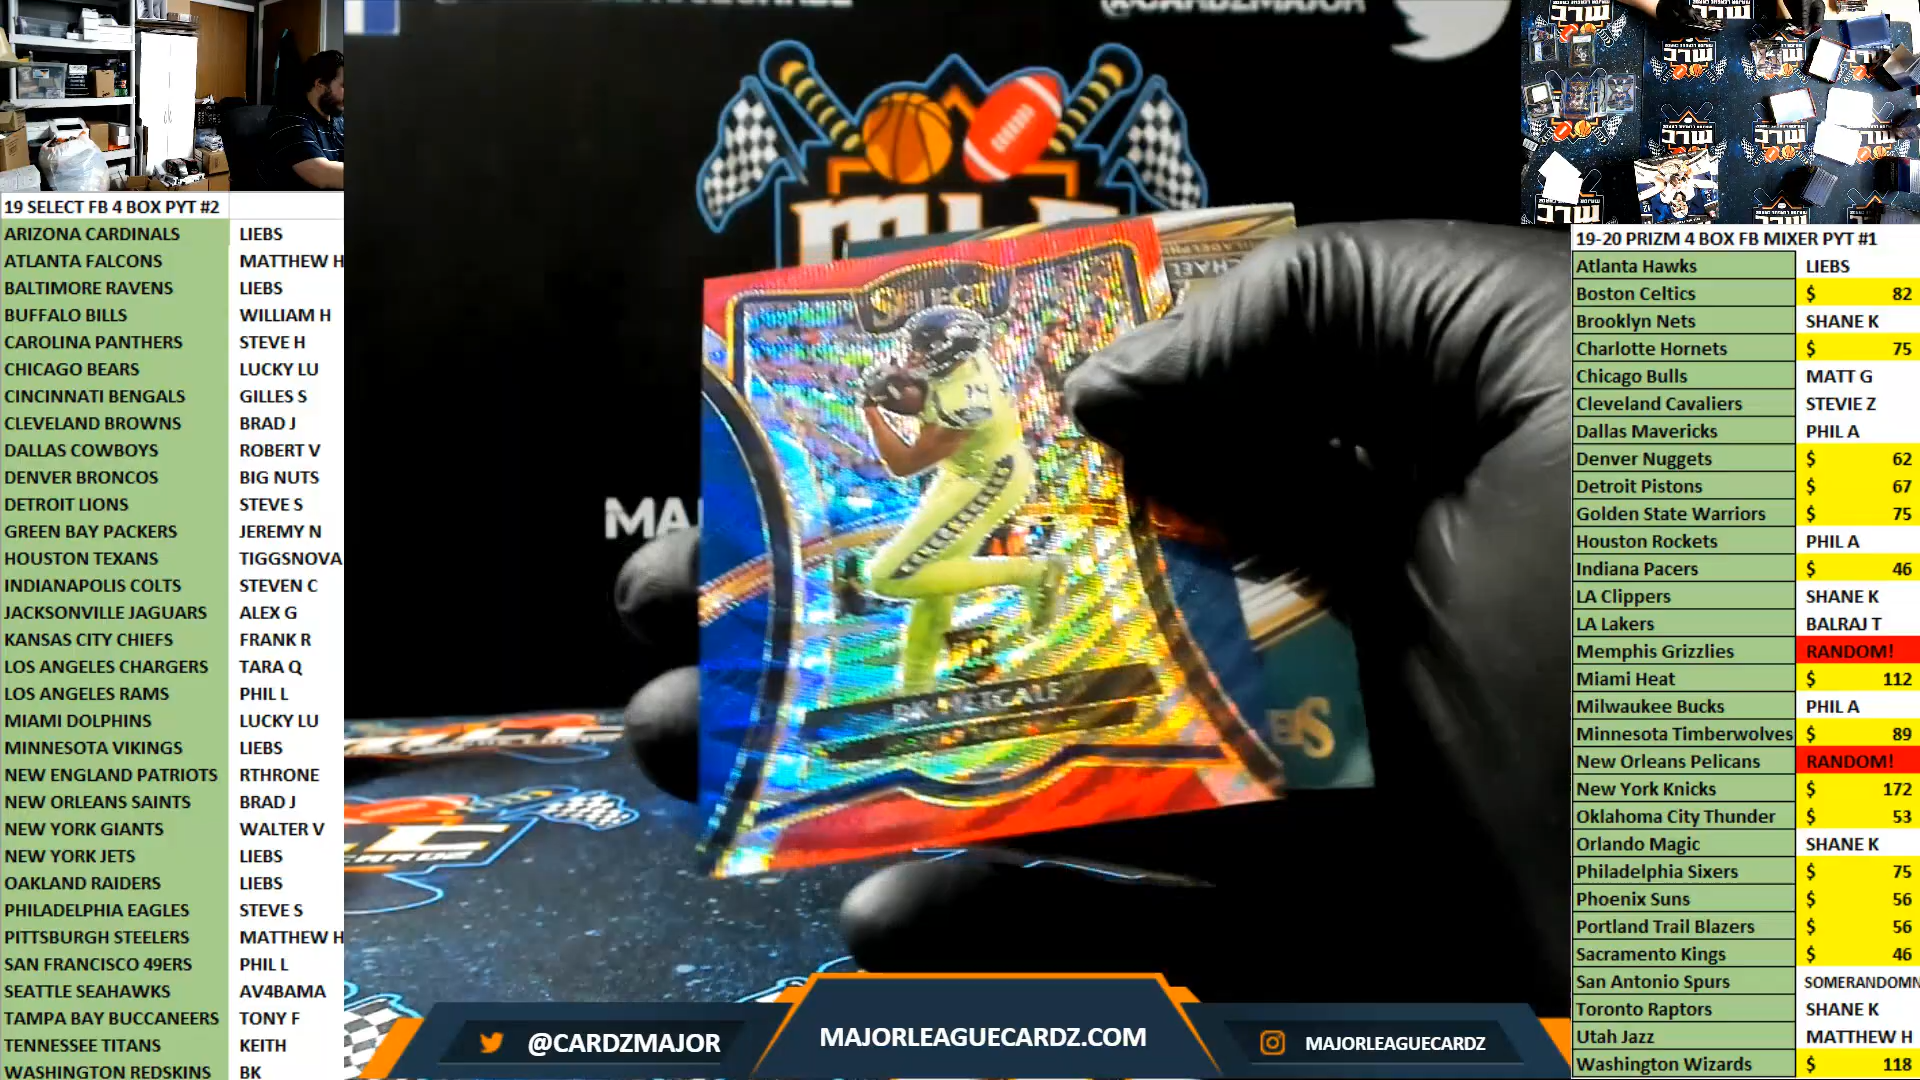 @CARDZMAJOR
19 SELECT FB 4 BOX PYT #2
ARIZONA CARDINALS LIEBS
ATLANTA FALCONS MATTHEW H
BALTIMORE RAVENS LIEBS
BUFFALO BILLS WILLIAM H
CAROLINA PANTHERS STEVE H
CHICAGO BEARS LUCKY LU
CINCINNATI BENGALS GILLES S
CLEVELAND BROWNS BRAD J
DALLAS COWBOYS ROBERT V
DENVER BRONCOS BIG NUTS
DETROIT LIONS STEVE S
GREEN BAY PACKERS JEREMY N
HOUSTON TEXANS TIGGSNOVA
INDIANAPOLIS COLTS STEVEN C
JACKSONVILLE JAGUARS ALEX G
KANSAS CITY CHIEFS FRANK R
LOS ANGELES CHARGERS TARA Q
LOS ANGELES RAMS PHIL L
MIAMI DOLPHINS LUCKY LU
MINNESOTA VIKINGS LIEBS
NEW ENGLAND PATRIOTS RTHRONE
NEW ORLEANS SAINTS BRAD J
NEW YORK GIANTS WALTER V
NEW YORK JETS LIEBS
OAKLAND RAIDERS LIEBS
PHILADELPHIA EAGLES STEVE S
PITTSBURGH STEELERS MATTHEW H
SAN FRANCISCO 49ERS PHIL L
SEATTLE SEAHAWKS AV4BAMA
TAMPA BAY BUCCANEERS TONY F
TENNESSEE TITANS KEITH
WASHINGTON REDSKINS BK
SELECT
DK METCALF
MA
@CARDZMAJOR
MAJORLEAGUECARDZ.COM
MAJORLEAGUECARDZ
19-20 PRIZM 4 BOX FB MIXER PYT #1
Atlanta Hawks LIEBS
Boston Celtics $ 82
Brooklyn Nets SHANE K
Charlotte Hornets $ 75
Chicago Bulls MATT G
Cleveland Cavaliers STEVIE Z
Dallas Mavericks PHIL A
Denver Nuggets $ 62
Detroit Pistons $ 67
Golden State Warriors $ 75
Houston Rockets PHIL A
Indiana Pacers $ 46
LA Clippers SHANE K
LA Lakers BALRAJ T
Memphis Grizzlies RANDOM!
Miami Heat $ 112
Milwaukee Bucks PHIL A
Minnesota Timberwolves $ 89
New Orleans Pelicans RANDOM!
New York Knicks $ 172
Oklahoma City Thunder $ 53
Orlando Magic SHANE K
Philadelphia Sixers $ 75
Phoenix Suns $ 56
Portland Trail Blazers $ 56
Sacramento Kings $ 46
San Antonio Spurs SOMERANDOMN
Toronto Raptors SHANE K
Utah Jazz MATTHEW H
Washington Wizards $ 118